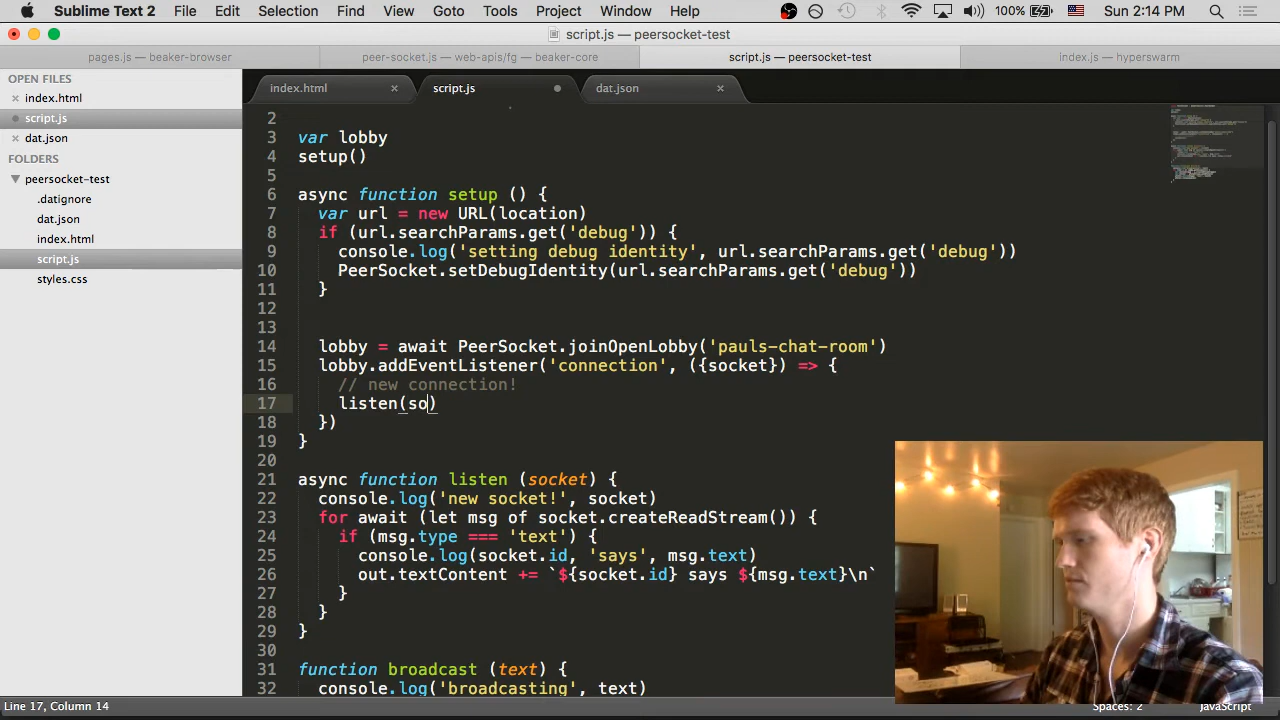 Sublime Text 2 File Edit Selection Find View Goto Tools Project Window Help 100% Sun 2:14 PM
script.js — peersocket-test
pages.js — beaker-browser peer-socket.js — web-apis/fg — beaker-core script.js — peersocket-test index.js — hyperswarm
OPEN FILES
index.html
script.js
dat.json
FOLDERS
peersocket-test
.datignore
dat.json
index.html
script.js
styles.css
index.html script.js dat.json
2
3 var lobby
4 setup()
5
6 async function setup () {
7 var url = new URL(location)
8 if (url.searchParams.get('debug')) {
9 console.log('setting debug identity', url.searchParams.get('debug'))
10 PeerSocket.setDebugIdentity(url.searchParams.get('debug'))
11 }
12
13
14 lobby = await PeerSocket.joinOpenLobby('pauls-chat-room')
15 lobby.addEventListener('connection', ({socket}) => {
16 // new connection!
17 listen(so)
18 })
19 }
20
21 async function listen (socket) {
22 console.log('new socket!', socket)
23 for await (let msg of socket.createReadStream()) {
24 if (msg.type === 'text') {
25 console.log(socket.id, 'says', msg.text)
26 out.textContent += `${socket.id} says ${msg.text}\n`
27 }
28 }
29 }
30
31 function broadcast (text) {
32 console.log('broadcasting', text)
Line 17, Column 14 Spaces: 2 JavaScript